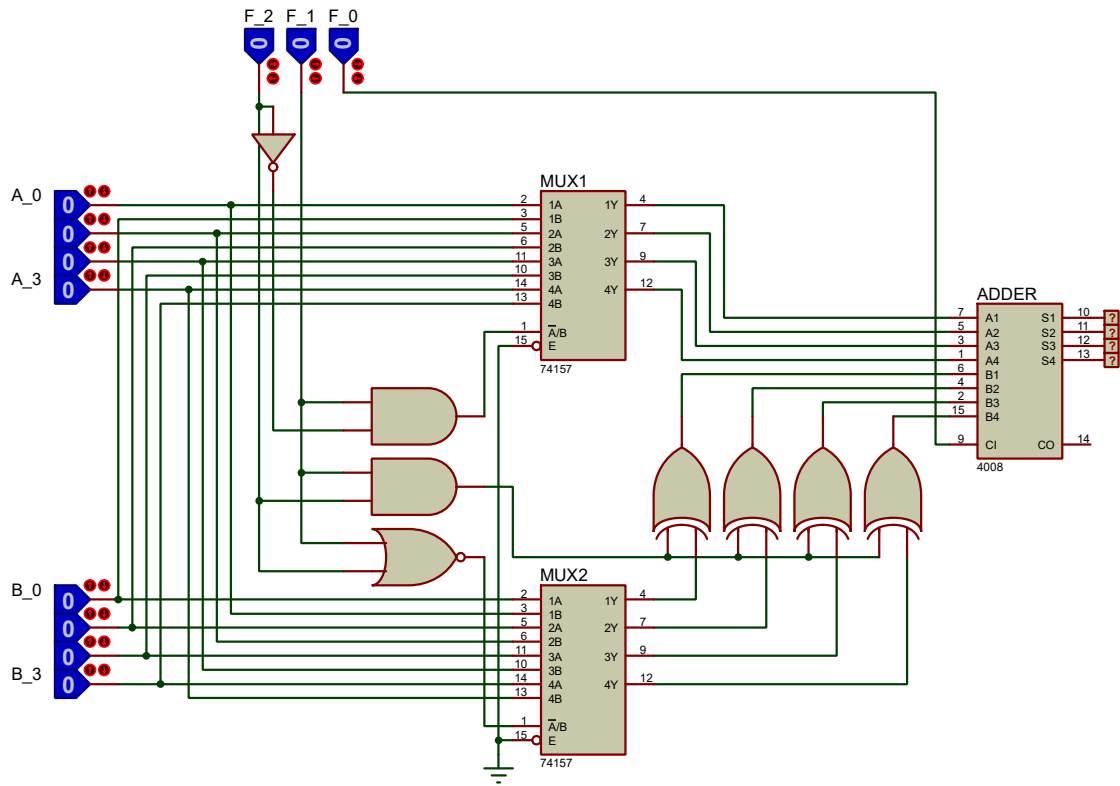 F_2 F_1 F_0
0 0 0
A_0
0
0
0
A_3
0
MUX1
2 1A 1Y 4
3 1B
5 2A 2Y 7
6 2B
11 3A 3Y 9
10 3B
14 4A 4Y 12
13 4B
1 A/B
15 E
74157
ADDER
7 A1 S1 10 ?
5 A2 S2 11 ?
3 A3 S3 12 ?
1 A4 S4 13 ?
6 B1
4 B2
2 B3
15 B4
9 CI CO 14
4008
B_0
0
0
0
B_3
0
MUX2
2 1A 1Y 4
3 1B
5 2A 2Y 7
6 2B
11 3A 3Y 9
10 3B
14 4A 4Y 12
13 4B
1 A/B
15 E
74157